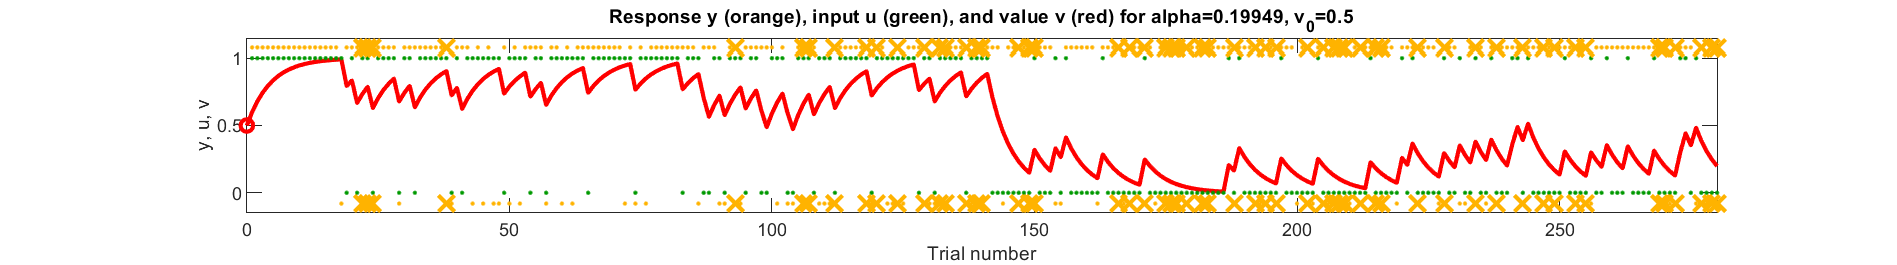 Response y (orange), input u (green), and value v (red) for alpha=0.19949, v0=0.5
y, u, v
1
0.5
0
0 50 100 150 200 250
Trial number